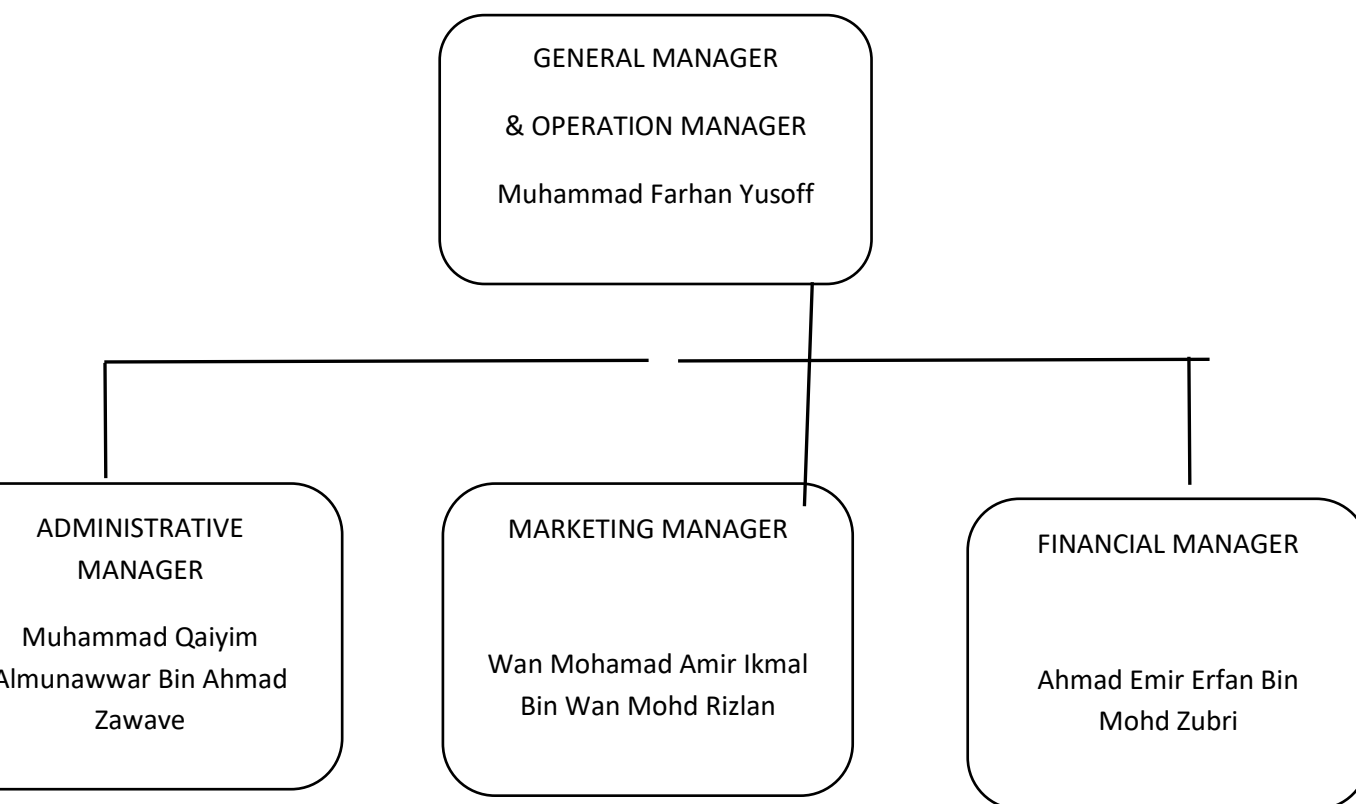 GENERAL MANAGER
& OPERATION MANAGER
Muhammad Farhan Yusoff
ADMINISTRATIVE
MANAGER
Muhammad Qaiyim
Almunawwar Bin Ahmad
Zawave
MARKETING MANAGER
Wan Mohamad Amir Ikmal
Bin Wan Mohd Rizlan
FINANCIAL MANAGER
Ahmad Emir Erfan Bin
Mohd Zubri